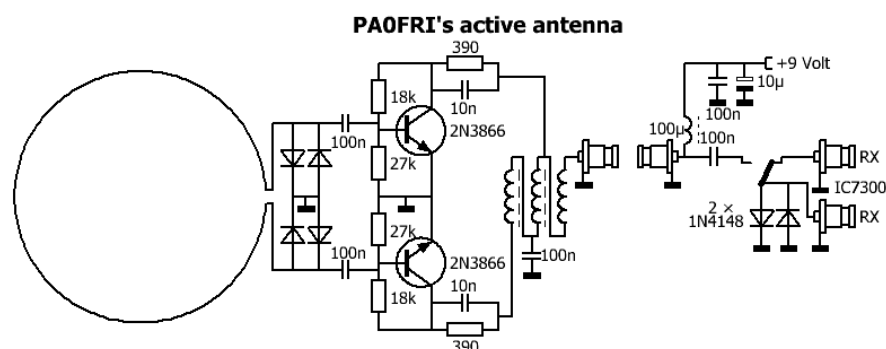 PA0FRI's active antenna
390
+9 Volt
10µ
100n
18k
10n
2N3866
100n
27k
100µ
100n
RX
IC7300
RX
2 ×
1N4148
27k
100n
2N3866
100n
18k
10n
390